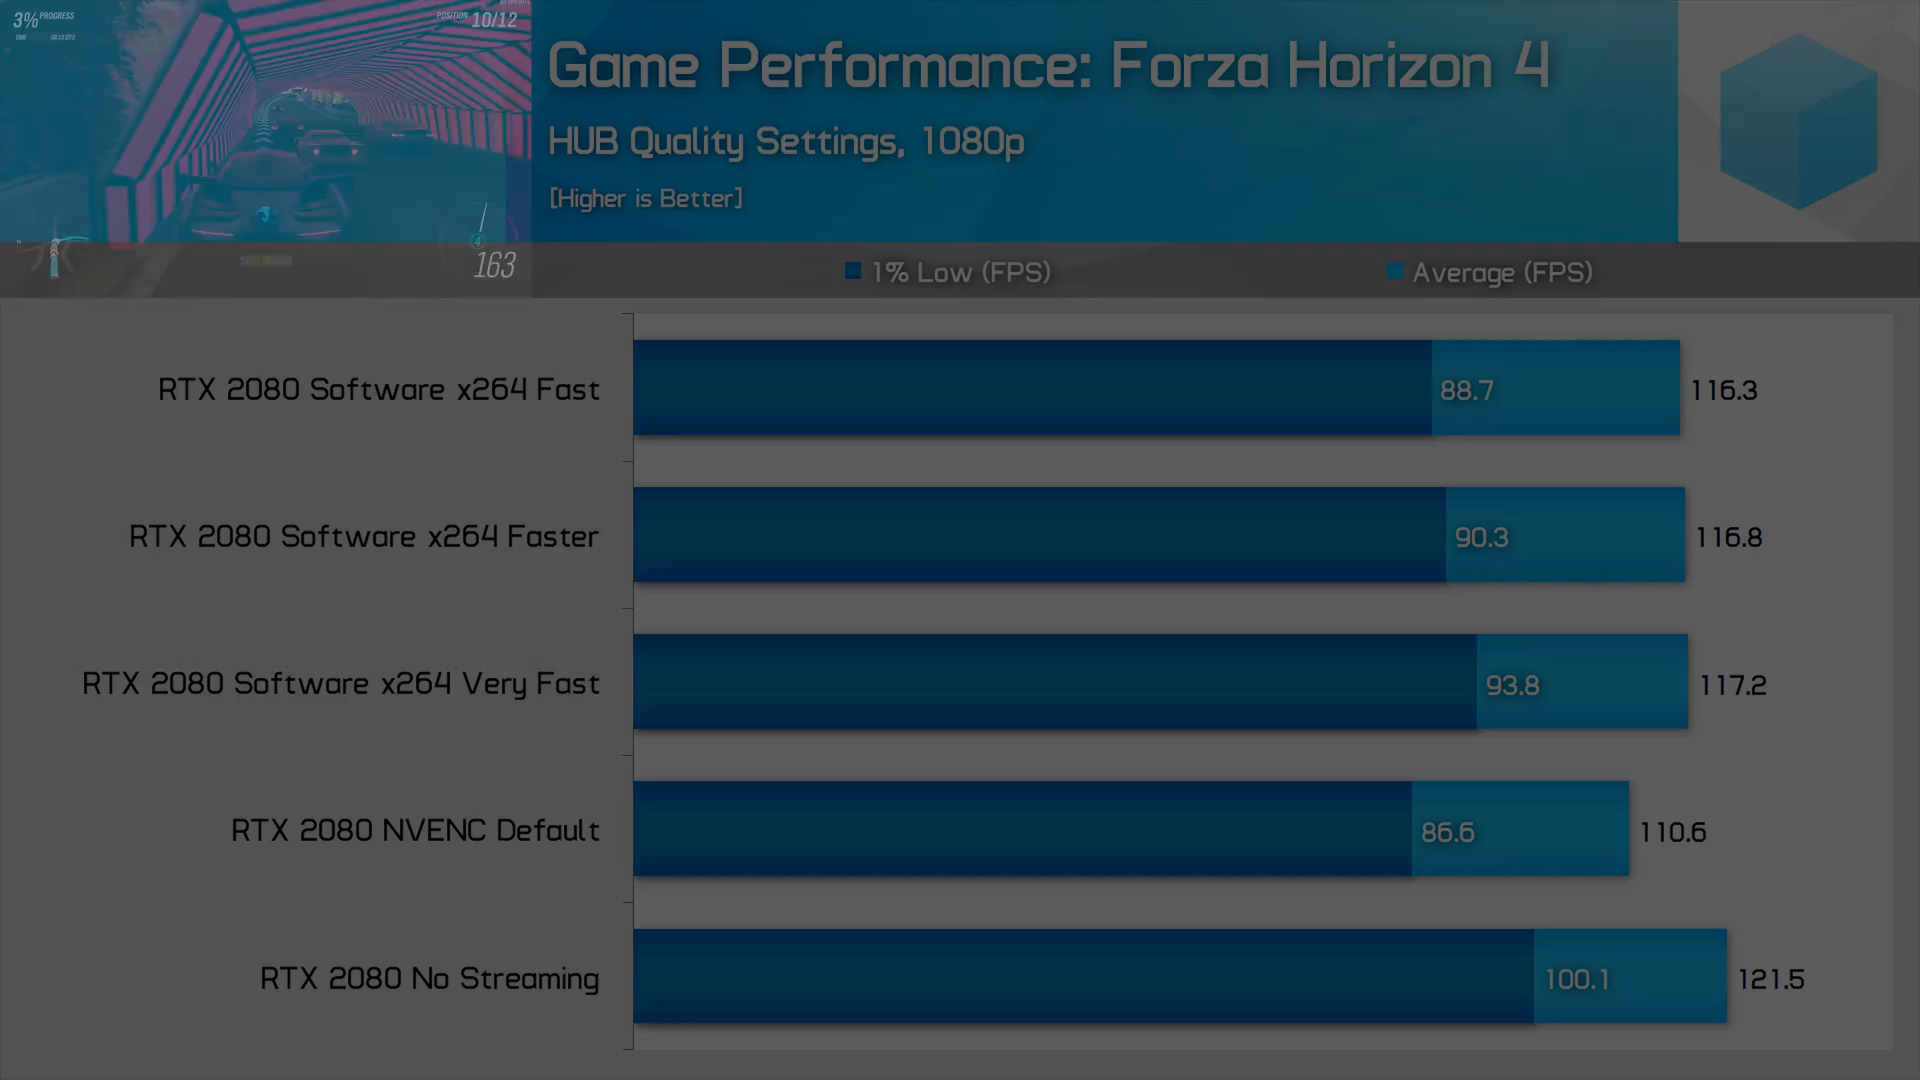 3% PROGRESS
POSITION 10/12
TIME
163
Game Performance: Forza Horizon 4
HUB Quality Settings, 1080p
[Higher is Better]
1% Low (FPS)
Average (FPS)
RTX 2080 Software x264 Fast
88.7
116.3
RTX 2080 Software x264 Faster
90.3
116.8
RTX 2080 Software x264 Very Fast
93.8
117.2
RTX 2080 NVENC Default
86.6
110.6
RTX 2080 No Streaming
100.1
121.5